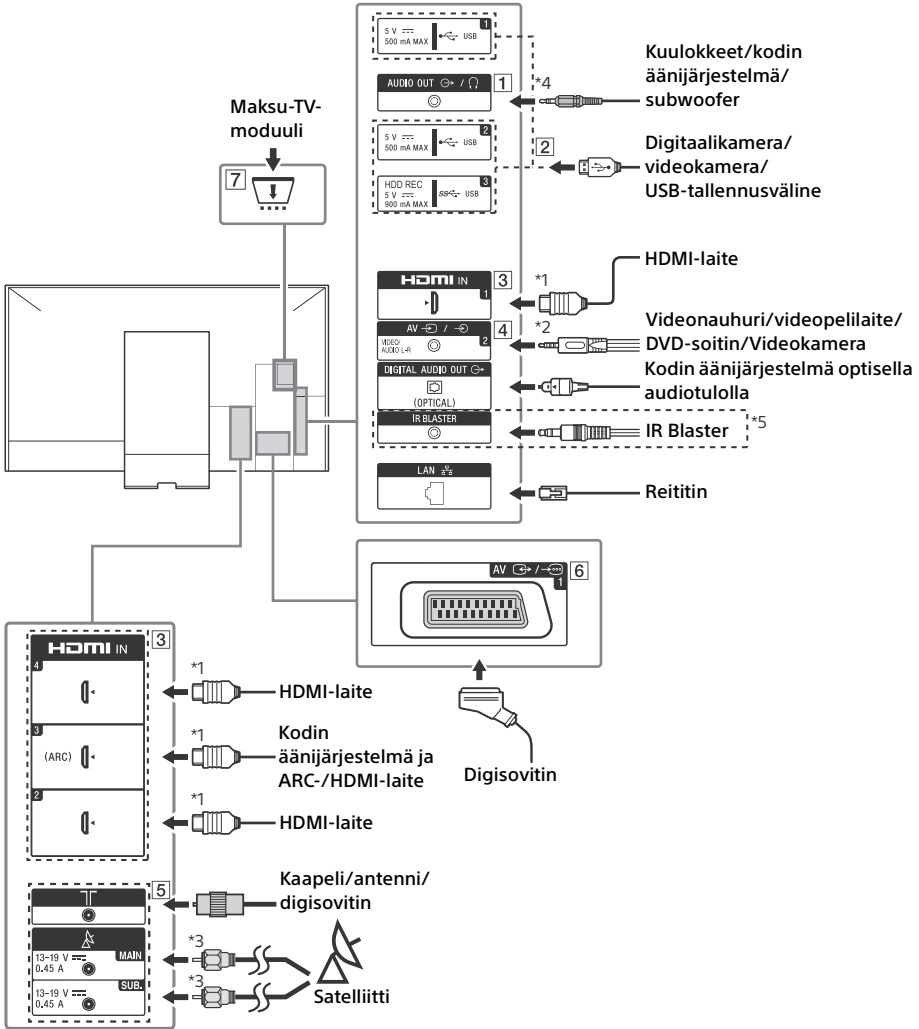 5 V
500 mA MAX
USB
1
AUDIO OUT /
1
*4
Kuulokkeet/kodin
äänijärjestelmä/
subwoofer
Maksu-TV-
moduuli
7
5 V
500 mA MAX
USB
2
HDD REC
5 V
900 mA MAX
SS
USB
3
2
Digitaalikamera/
videokamera/
USB-tallennusväline
HDMI IN
1
3
*1
HDMI-laite
AV /
VIDEO/
AUDIO L-R
2
4
*2
Videonauhuri/videopelilaite/
DVD-soitin/Videokamera
DIGITAL AUDIO OUT
(OPTICAL)
Kodin äänijärjestelmä optisella
audiotulolla
IR BLASTER
IR Blaster
*5
LAN
Reititin
AV /
1
6
Digisovitin
HDMI IN
3
4
*1
HDMI-laite
3
(ARC)
*1
Kodin
äänijärjestelmä ja
ARC-/HDMI-laite
2
*1
HDMI-laite
5
Kaapeli/antenni/
digisovitin
13-19 V
0.45 A
MAIN
*3
13-19 V
0.45 A
SUB.
*3
Satelliitti